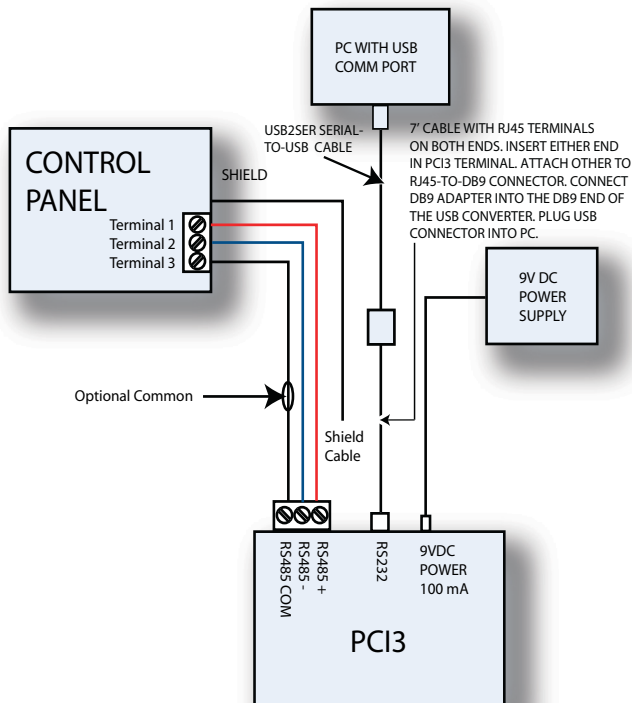 PC WITH USB
COMM PORT
USB2SER SERIAL-
TO-USB CABLE
7' CABLE WITH RJ45 TERMINALS
ON BOTH ENDS. INSERT EITHER END
IN PCI3 TERMINAL. ATTACH OTHER TO
RJ45-TO-DB9 CONNECTOR. CONNECT
DB9 ADAPTER INTO THE DB9 END OF
THE USB CONVERTER. PLUG USB
CONNECTOR INTO PC.
CONTROL
PANEL
SHIELD
Terminal 1
Terminal 2
Terminal 3
9V DC
POWER
SUPPLY
Optional Common
Shield
Cable
RS485 COM
RS485 -
RS485 +
RS232
9VDC
POWER
100 mA
PCI3